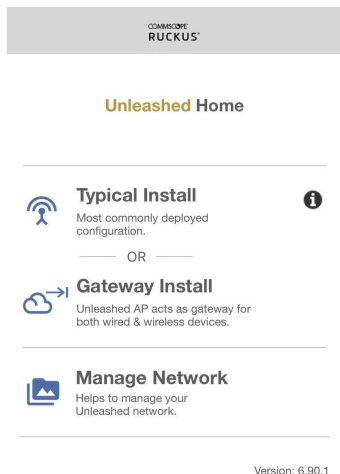 COMMSCOPE
RUCKUS
Unleashed Home
Typical Install
Most commonly deployed
configuration.
OR
Gateway Install
Unleashed AP acts as gateway for
both wired & wireless devices.
Manage Network
Helps to manage your
Unleashed network.
Version: 6.90.1